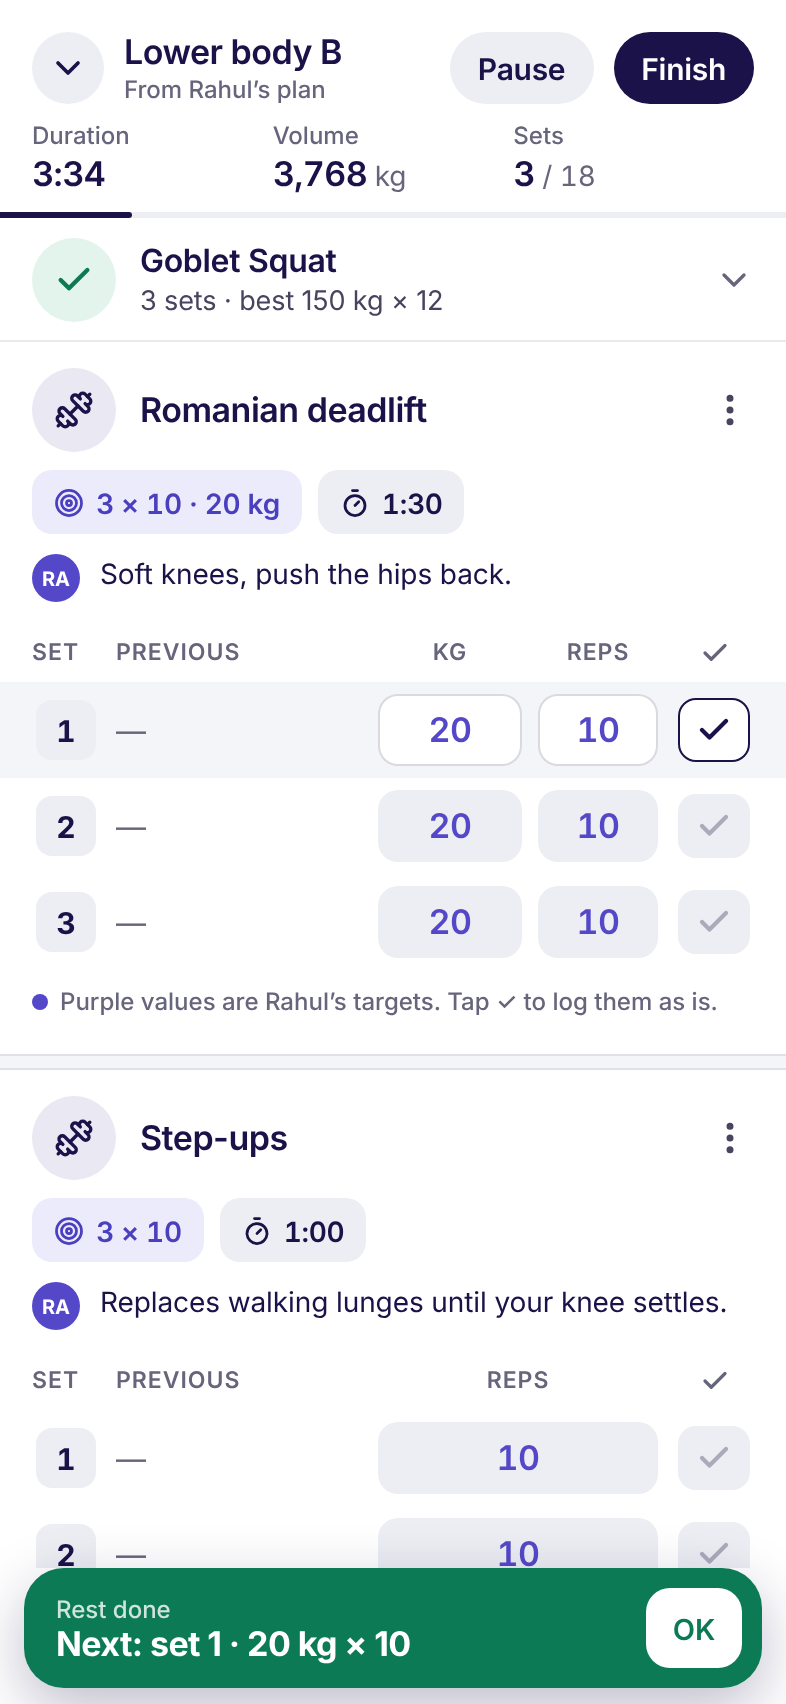 Lower body B
From Rahul’s plan
Pause
Finish
Duration
3:34
Volume
3,768 kg
Sets
3 / 18
Goblet Squat
3 sets · best 150 kg × 12
Romanian deadlift
3 × 10 · 20 kg
1:30
RA
Soft knees, push the hips back.
SET PREVIOUS KG REPS ✓
1 — 20 10 ✓
2 — 20 10 ✓
3 — 20 10 ✓
Purple values are Rahul’s targets. Tap ✓ to log them as is.
Step-ups
3 × 10
1:00
RA
Replaces walking lunges until your knee settles.
SET PREVIOUS REPS ✓
1 — 10 ✓
2 — 10 ✓
Rest done
Next: set 1 · 20 kg × 10
OK